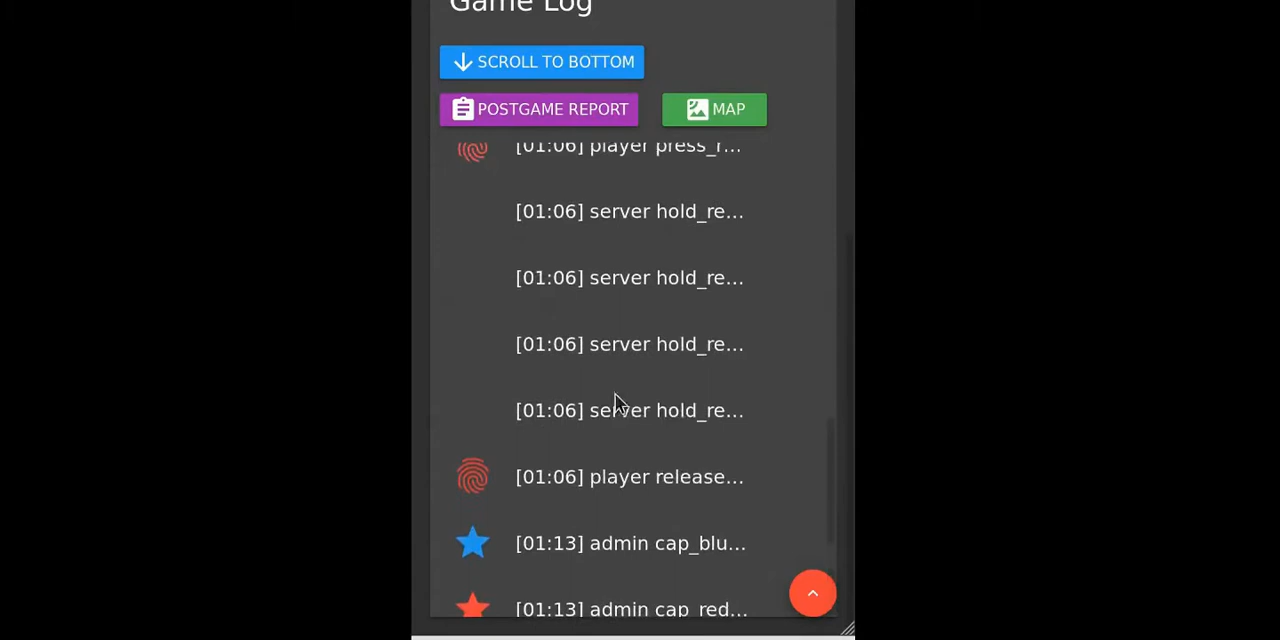 Game Log
SCROLL TO BOTTOM
POSTGAME REPORT
MAP
[01:06] player press_r...
[01:06] server hold_re...
[01:06] server hold_re...
[01:06] server hold_re...
[01:06] server hold_re...
[01:06] player release...
[01:13] admin cap_blu...
[01:13] admin cap_red...